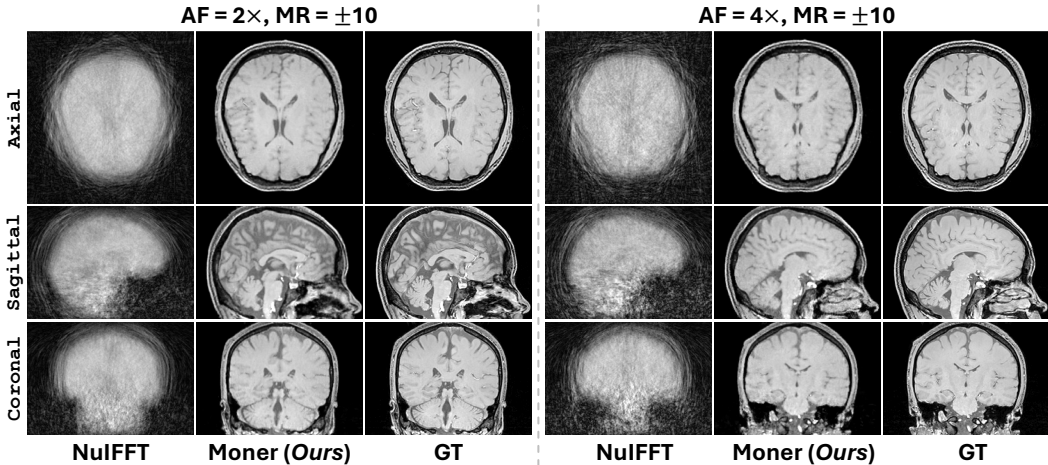 AF = 2×, MR = ±10
AF = 4×, MR = ±10
Axial
Sagittal
Coronal
NuIFFT
Moner (Ours)
GT
NuIFFT
Moner (Ours)
GT